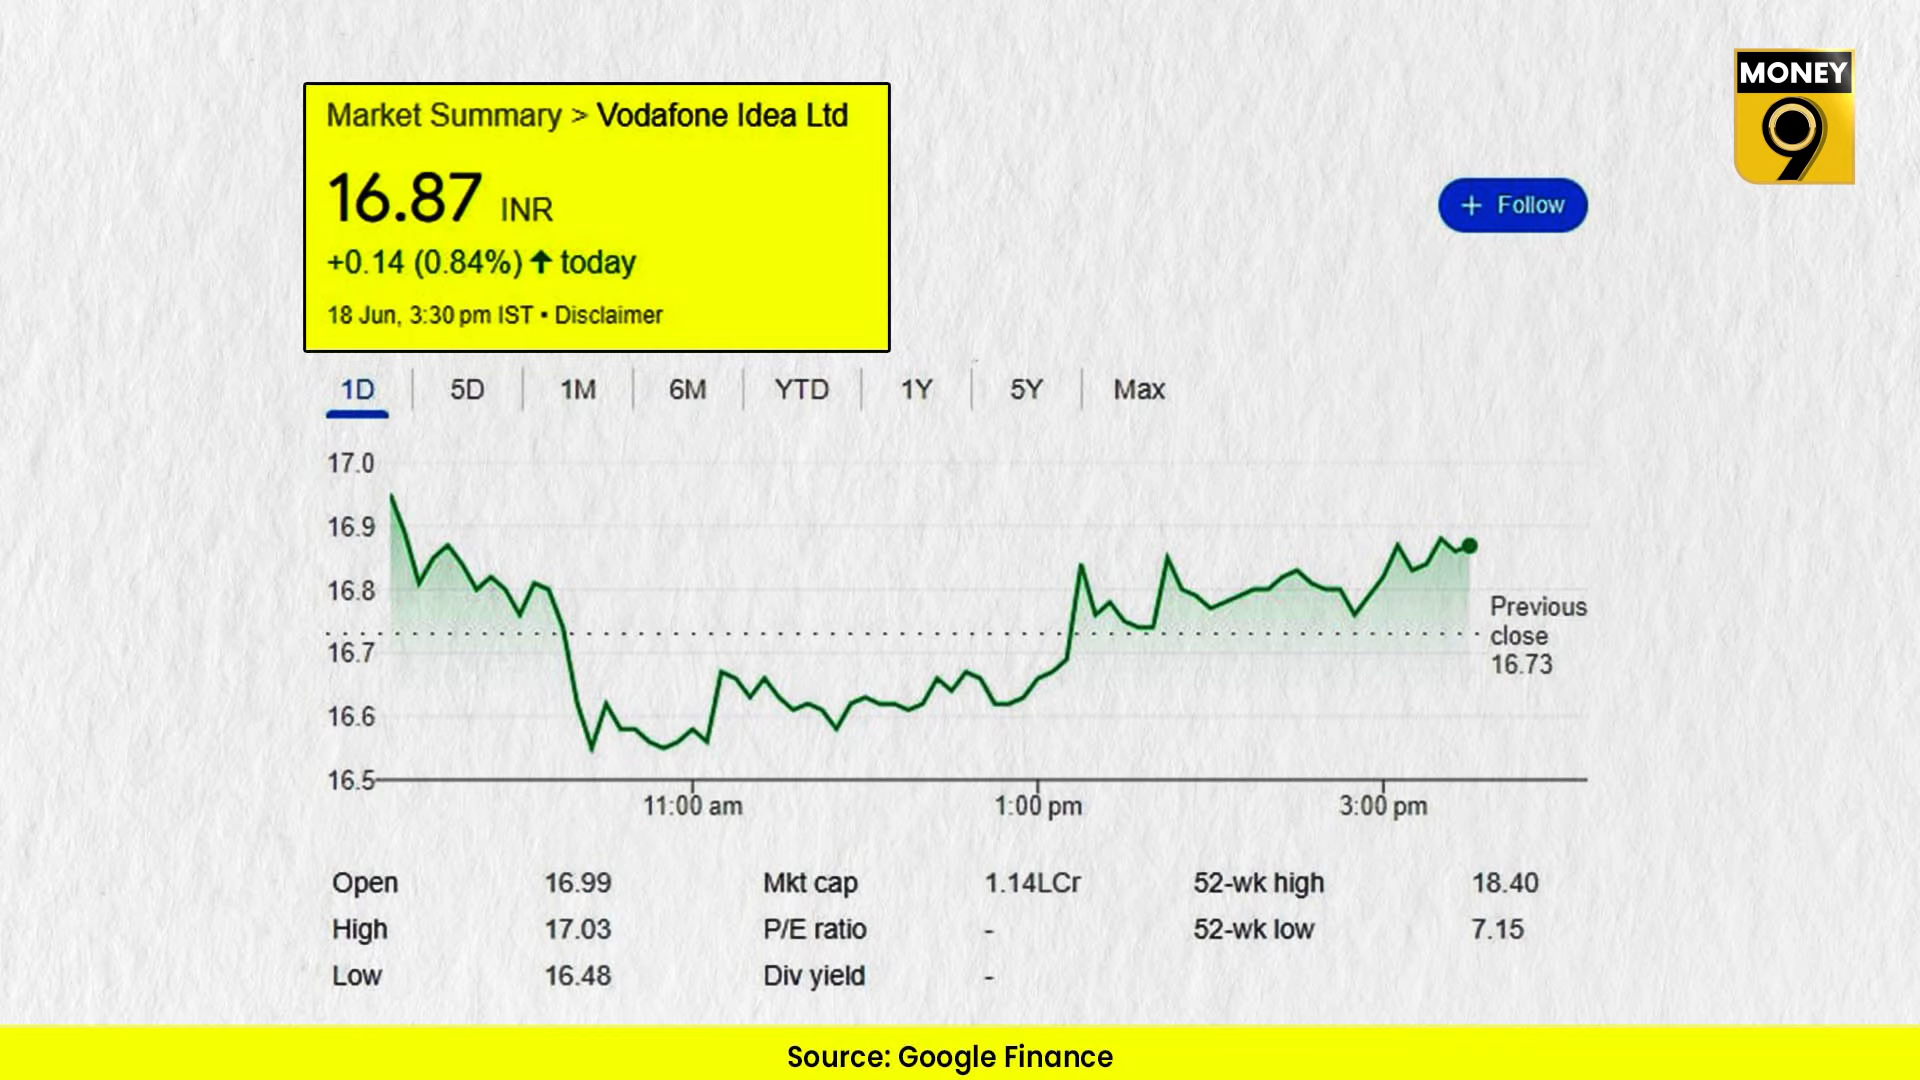 MONEY
9
Market Summary > Vodafone Idea Ltd
16.87 INR
+0.14 (0.84%) ↑ today
18 Jun, 3:30 pm IST • Disclaimer
+ Follow
1D 5D 1M 6M YTD 1Y 5Y Max
17.0
16.9
16.8
16.7
16.6
16.5
Previous
close
16.73
11:00 am 1:00 pm 3:00 pm
Open 16.99 Mkt cap 1.14LCr 52-wk high 18.40
High 17.03 P/E ratio - 52-wk low 7.15
Low 16.48 Div yield -
Source: Google Finance